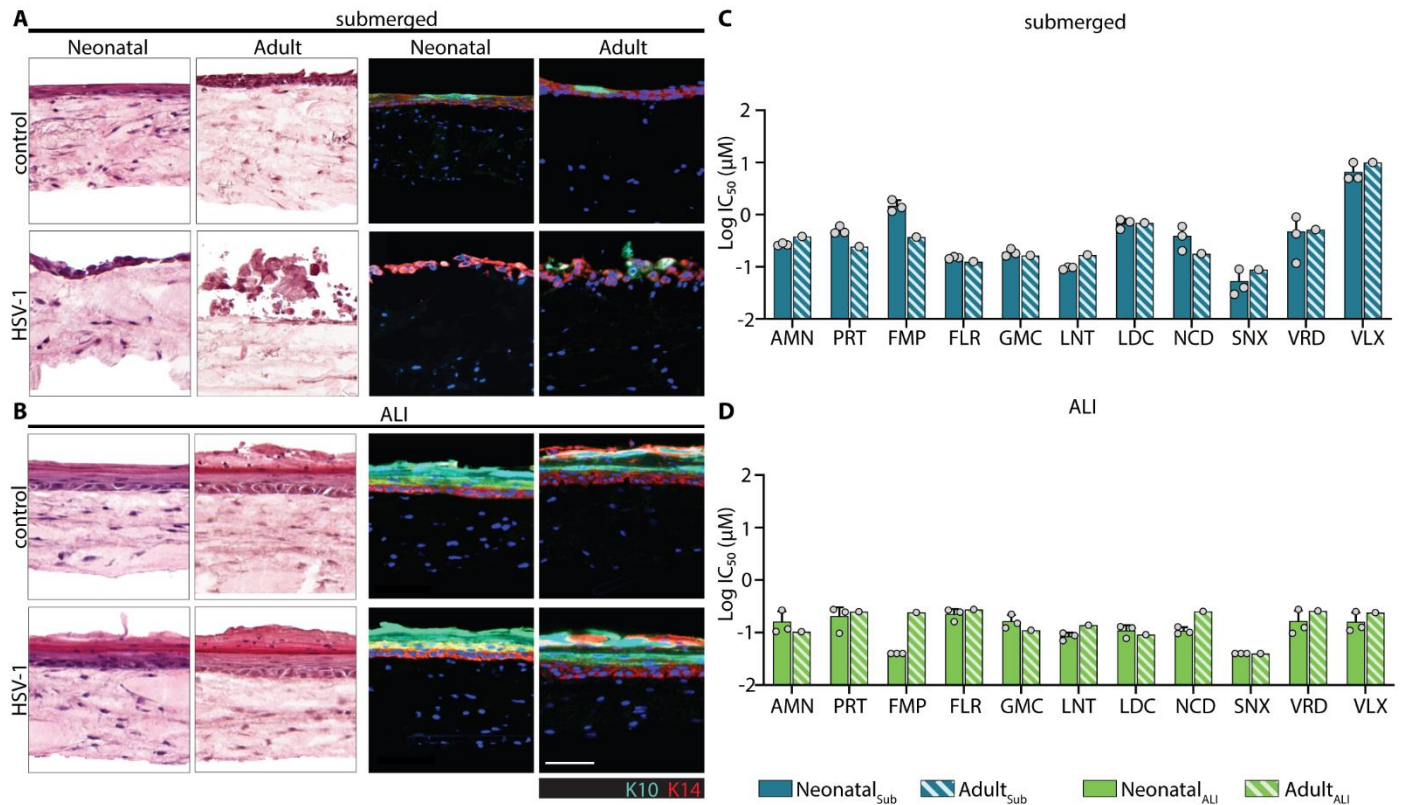 A
submerged
Neonatal Adult Neonatal Adult
control
HSV-1
B
ALI
control
HSV-1
K10 K14
C
submerged
Log IC50 (µM)
2
1
0
-1
-2
AMN PRT FMP FLR GMC LNT LDC NCD SNX VRD VLX
D
ALI
Log IC50 (µM)
2
1
0
-1
-2
AMN PRT FMP FLR GMC LNT LDC NCD SNX VRD VLX
NeonatalSub AdultSub NeonatalALI AdultALI